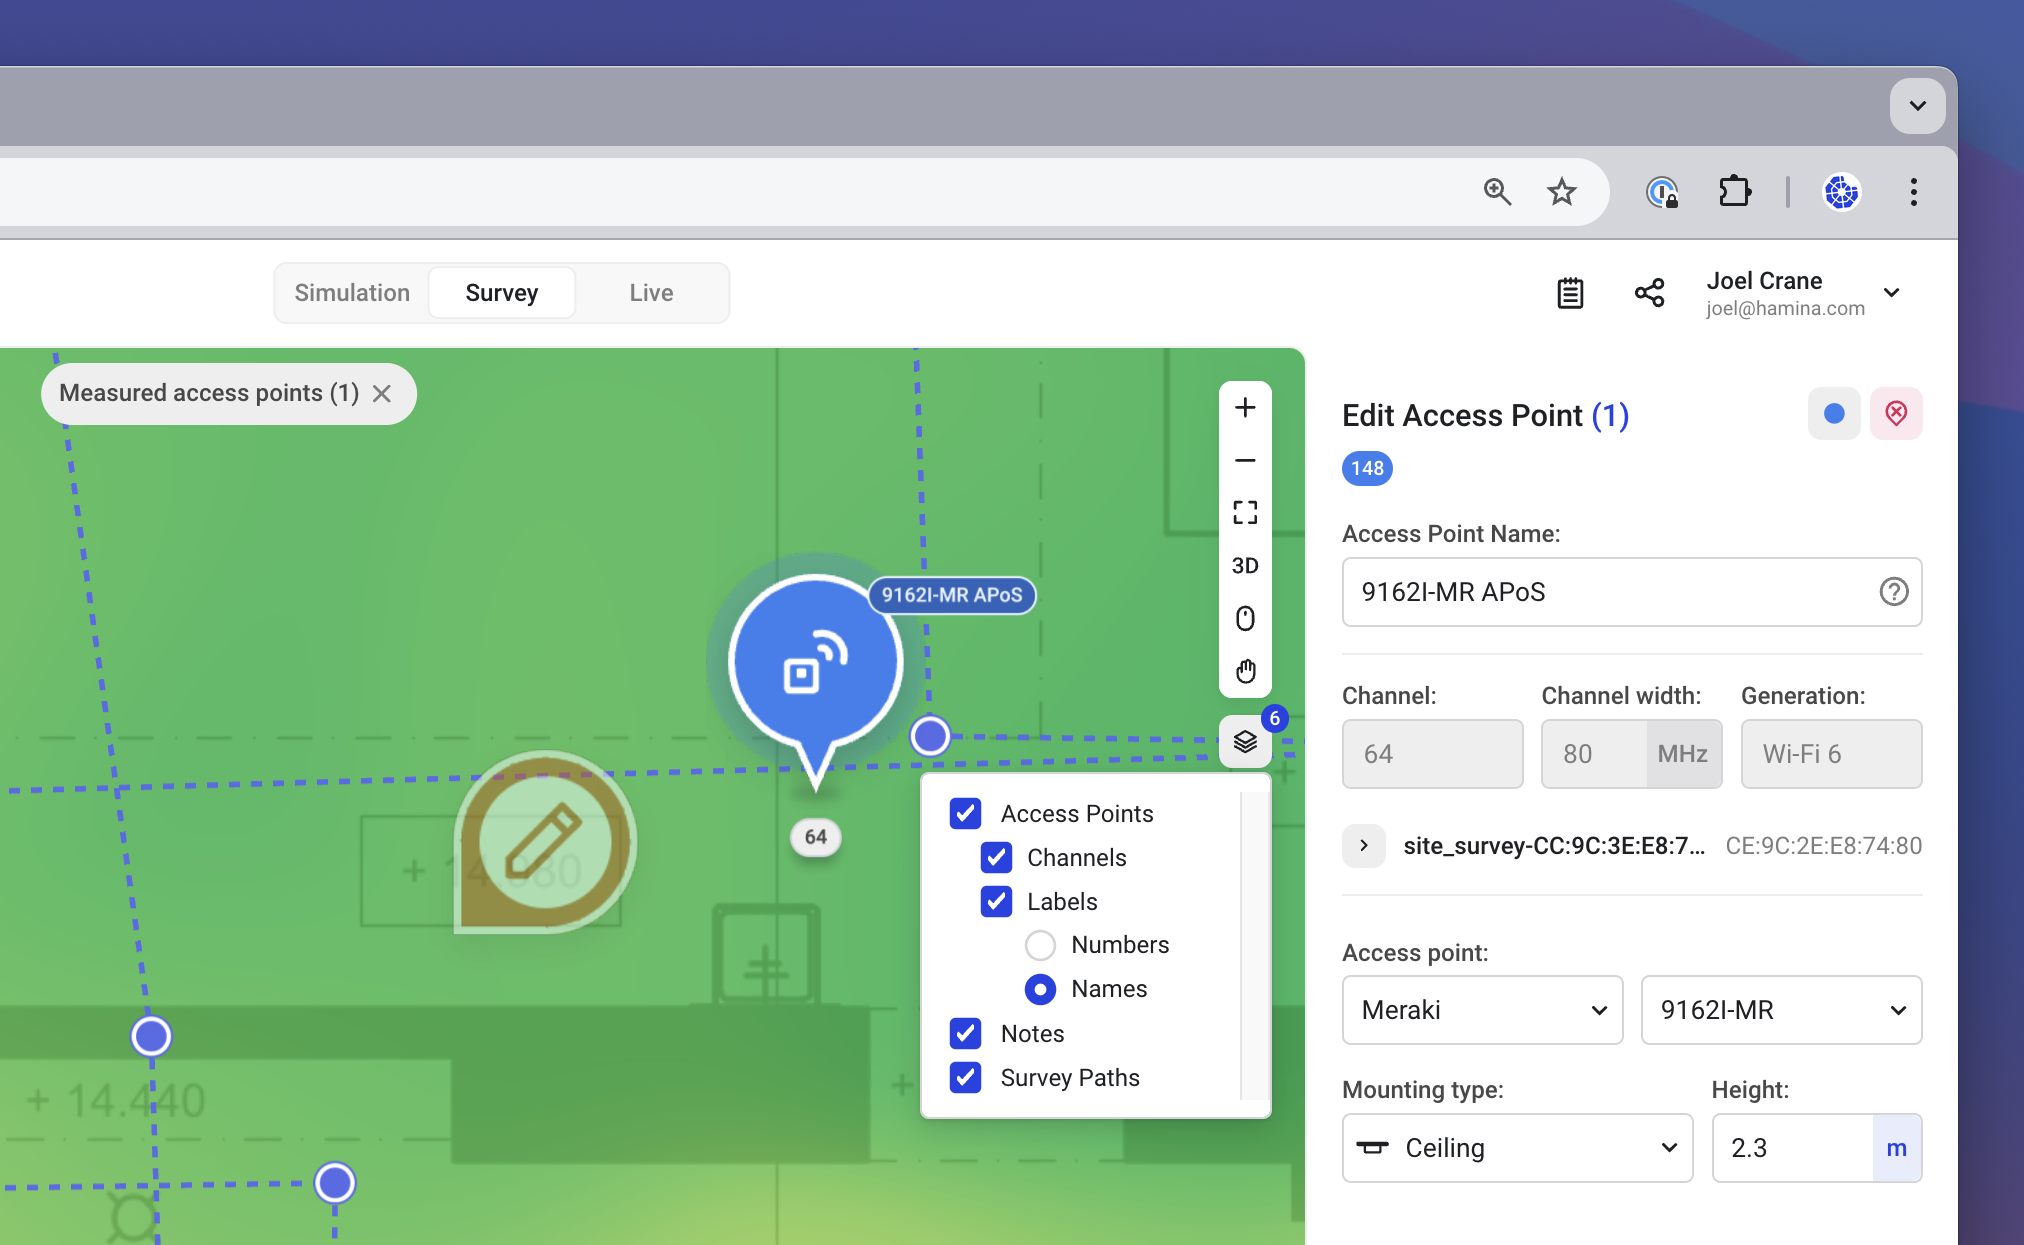 Simulation
Survey
Live
Joel Crane
joel@hamina.com
Measured access points (1)
3D
6
9162I-MR APoS
64
+ 14.080
+ 14.440
Access Points
Channels
Labels
Numbers
Names
Notes
Survey Paths
Edit Access Point (1)
148
Access Point Name:
9162I-MR APoS
Channel: Channel width: Generation:
64 80 MHz Wi-Fi 6
site_survey-CC:9C:3E:E8:7... CE:9C:2E:E8:74:80
Access point:
Meraki 9162I-MR
Mounting type: Height:
Ceiling 2.3 m